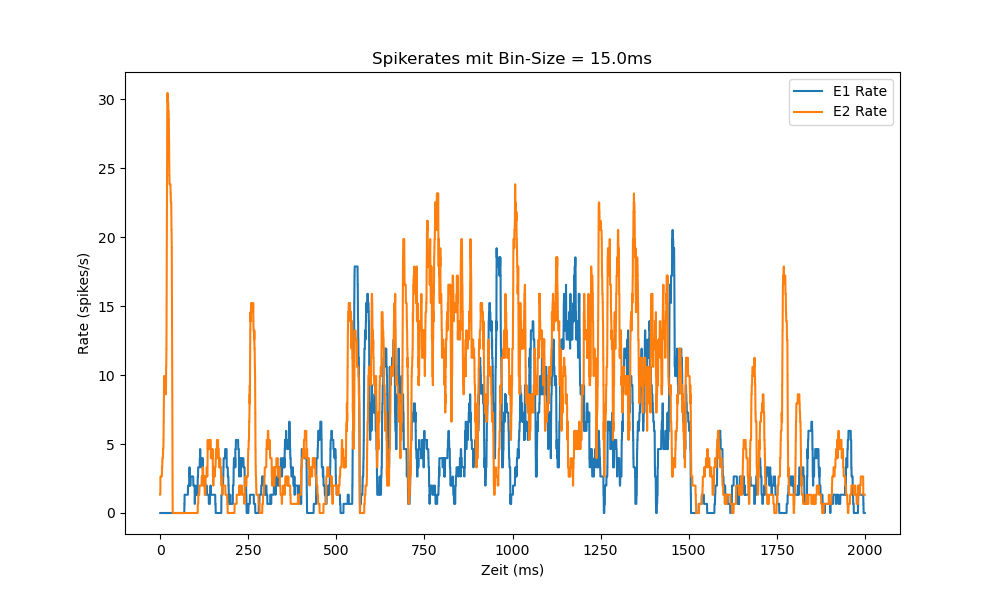 Spikerates mit Bin-Size = 15.0ms
E1 Rate
E2 Rate
30
25
20
15
10
5
0
Rate (spikes/s)
0 250 500 750 1000 1250 1500 1750 2000
Zeit (ms)